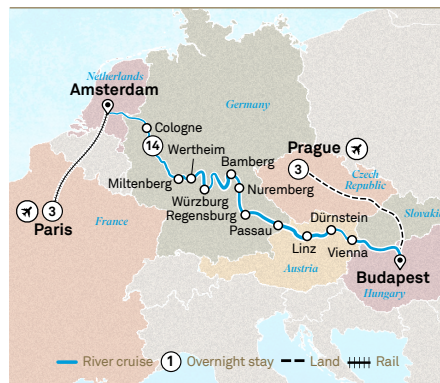 Netherlands
Amsterdam
Germany
Cologne
14
Wertheim
Prague
3
Bamberg
Miltenberg
Czech
Republic
Nuremberg
Würzburg
Regensburg
3
Paris
France
Slovakia
Dürnstein
Passau
Linz
Vienna
Austria
Budapest
Hungary
River cruise
1
Overnight stay
Land
Rail